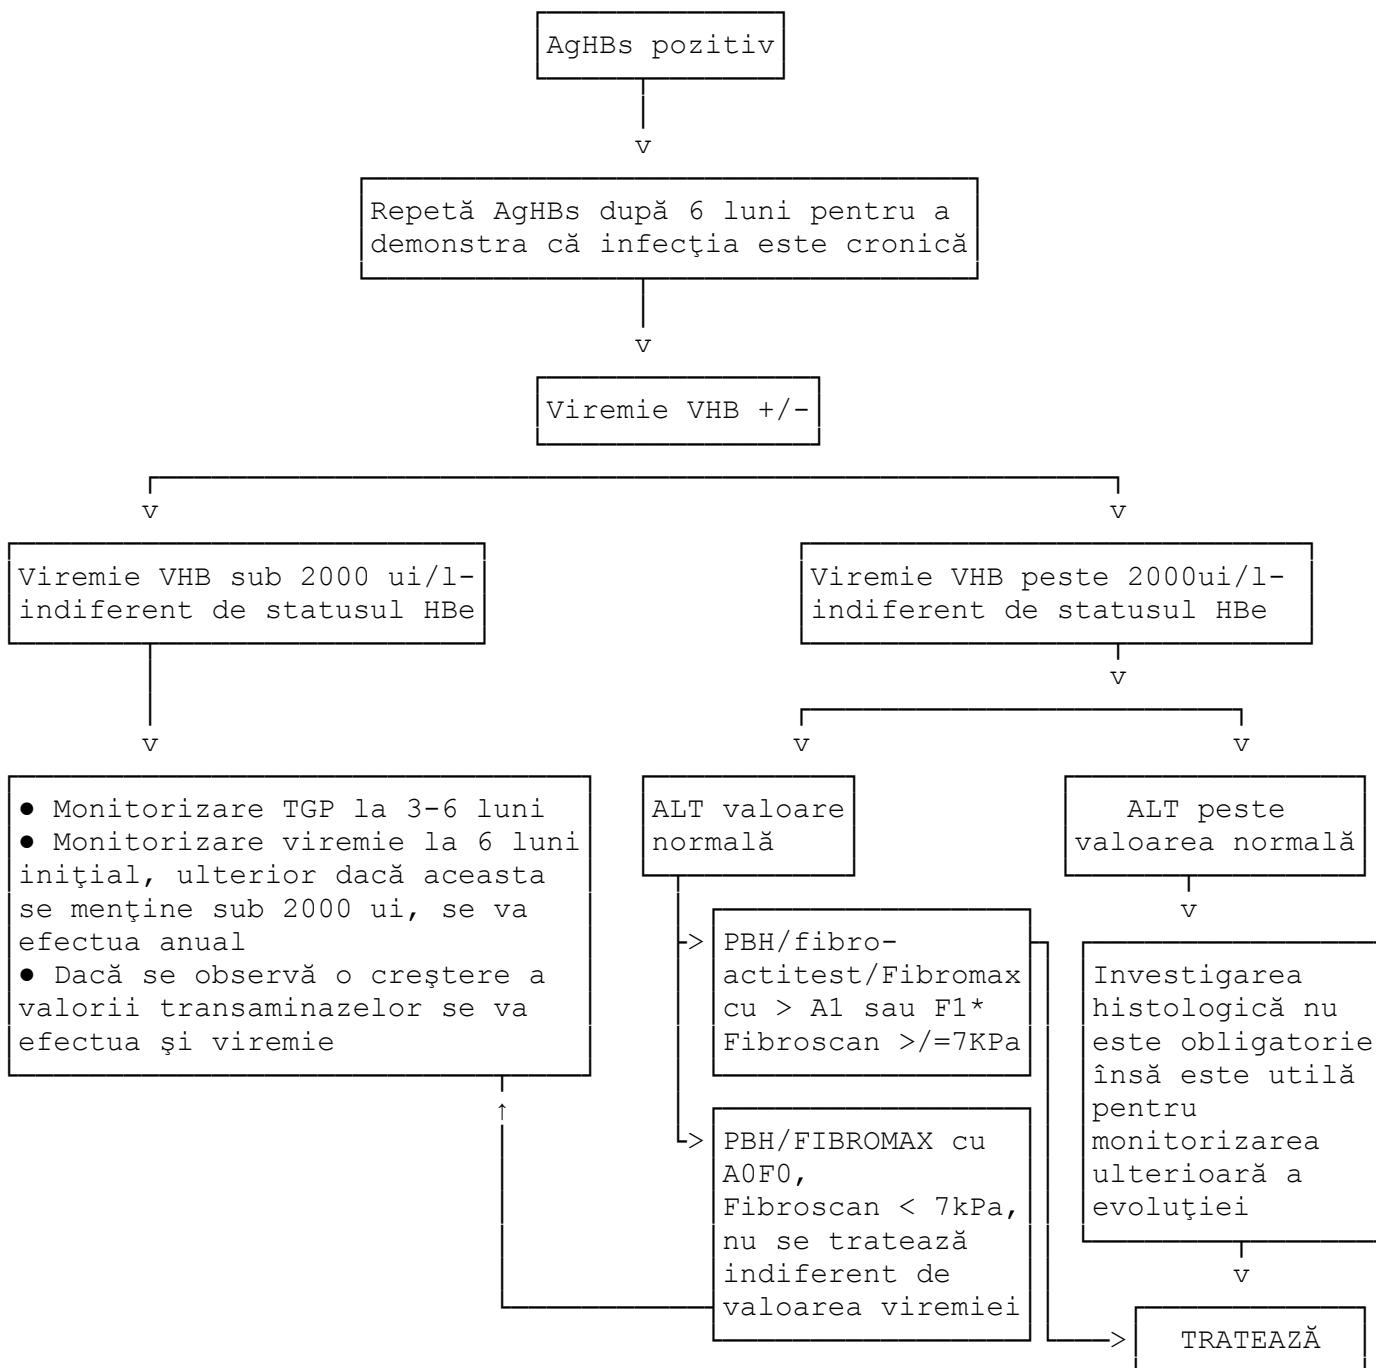 AgHBs pozitiv
Repetă AgHBs după 6 luni pentru a
demonstra că infecţia este cronică
Viremie VHB +/-
Viremie VHB sub 2000 ui/l-
indiferent de statusul HBe
Viremie VHB peste 2000ui/l-
indiferent de statusul HBe
● Monitorizare TGP la 3-6 luni
● Monitorizare viremie la 6 luni
iniţial, ulterior dacă aceasta
se menţine sub 2000 ui, se va
efectua anual
● Dacă se observă o creştere a
valorii transaminazelor se va
efectua şi viremie
ALT valoare
normală
ALT peste
valoarea normală
PBH/fibro-
actitest/Fibromax
cu > A1 sau F1*
Fibroscan >/=7KPa
PBH/FIBROMAX cu
A0F0,
Fibroscan < 7kPa,
nu se tratează
indiferent de
valoarea viremiei
Investigarea
histologică nu
este obligatorie
însă este utilă
pentru
monitorizarea
ulterioară a
evoluţiei
TRATEAZĂ